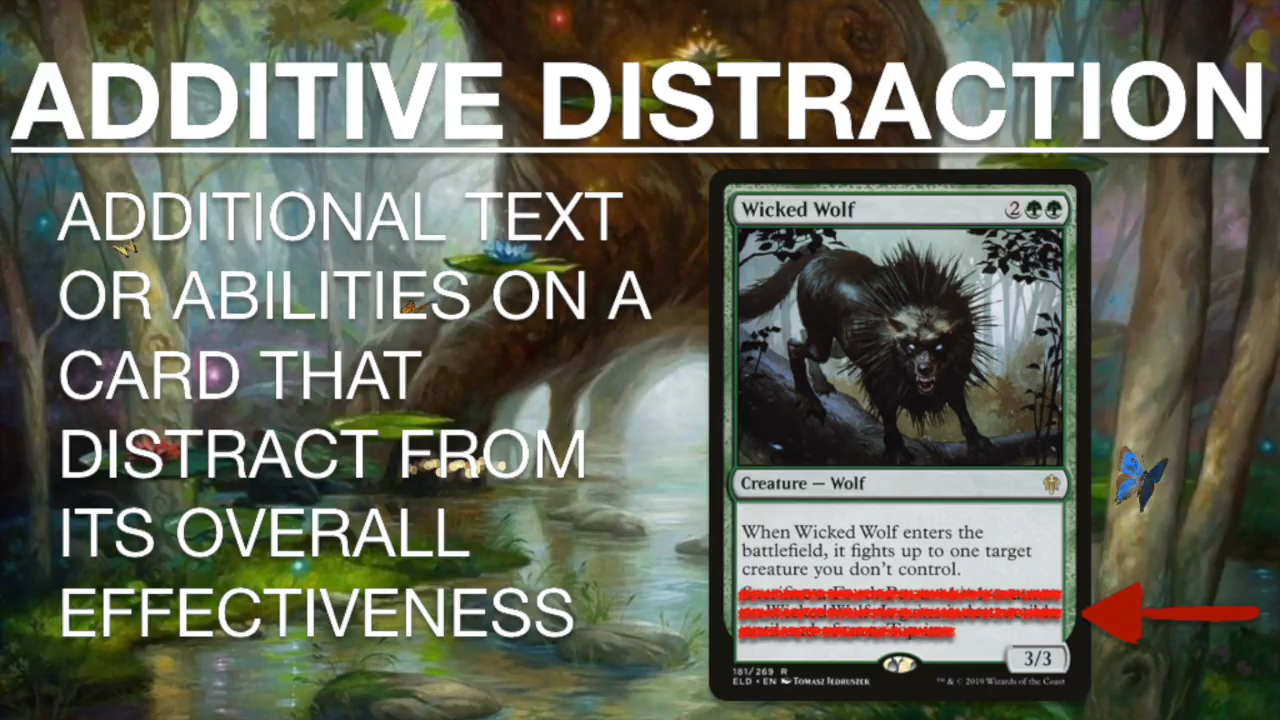 ADDITIVE DISTRACTION
ADDITIONAL TEXT
OR ABILITIES ON A
CARD THAT
DISTRACT FROM
ITS OVERALL
EFFECTIVENESS
Wicked Wolf 2
Creature — Wolf
When Wicked Wolf enters the
battlefield, it fights up to one target
creature you don't control.
3/3
181/269 R
ELD • EN TOMASZ JEDRUSZEK
™ & © 2019 Wizards of the Coast